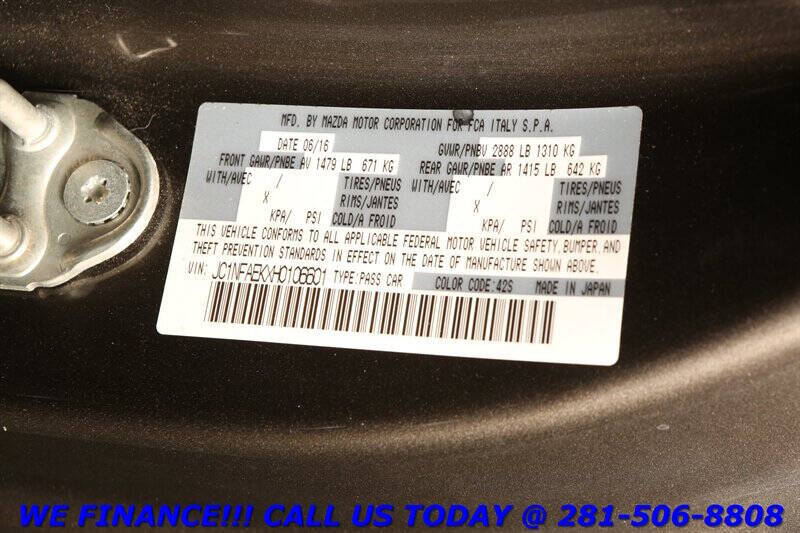 MFD. BY MAZDA MOTOR CORPORATION FOR FCA ITALY S.P.A.
DATE 06/16 GVWR/PNBV 2888 LB 1310 KG
FRONT GAWR/PNBE AV 1479 LB 671 KG REAR GAWR/PNBE AR 1415 LB 642 KG
WITH/AVEC / TIRES/PNEUS WITH/AVEC / TIRES/PNEUS
X RIMS/JANTES X RIMS/JANTES
KPA/ PSI COLD/A FROID KPA/ PSI COLD/A FROID
THIS VEHICLE CONFORMS TO ALL APPLICABLE FEDERAL MOTOR VEHICLE SAFETY, BUMPER, AND
THEFT PREVENTION STANDARDS IN EFFECT ON THE DATE OF MANUFACTURE SHOWN ABOVE.
VIN: JC1NFAEKXH0106601 TYPE:PASS CAR COLOR CODE:42S MADE IN JAPAN
WE FINANCE!!! CALL US TODAY @ 281-506-8808